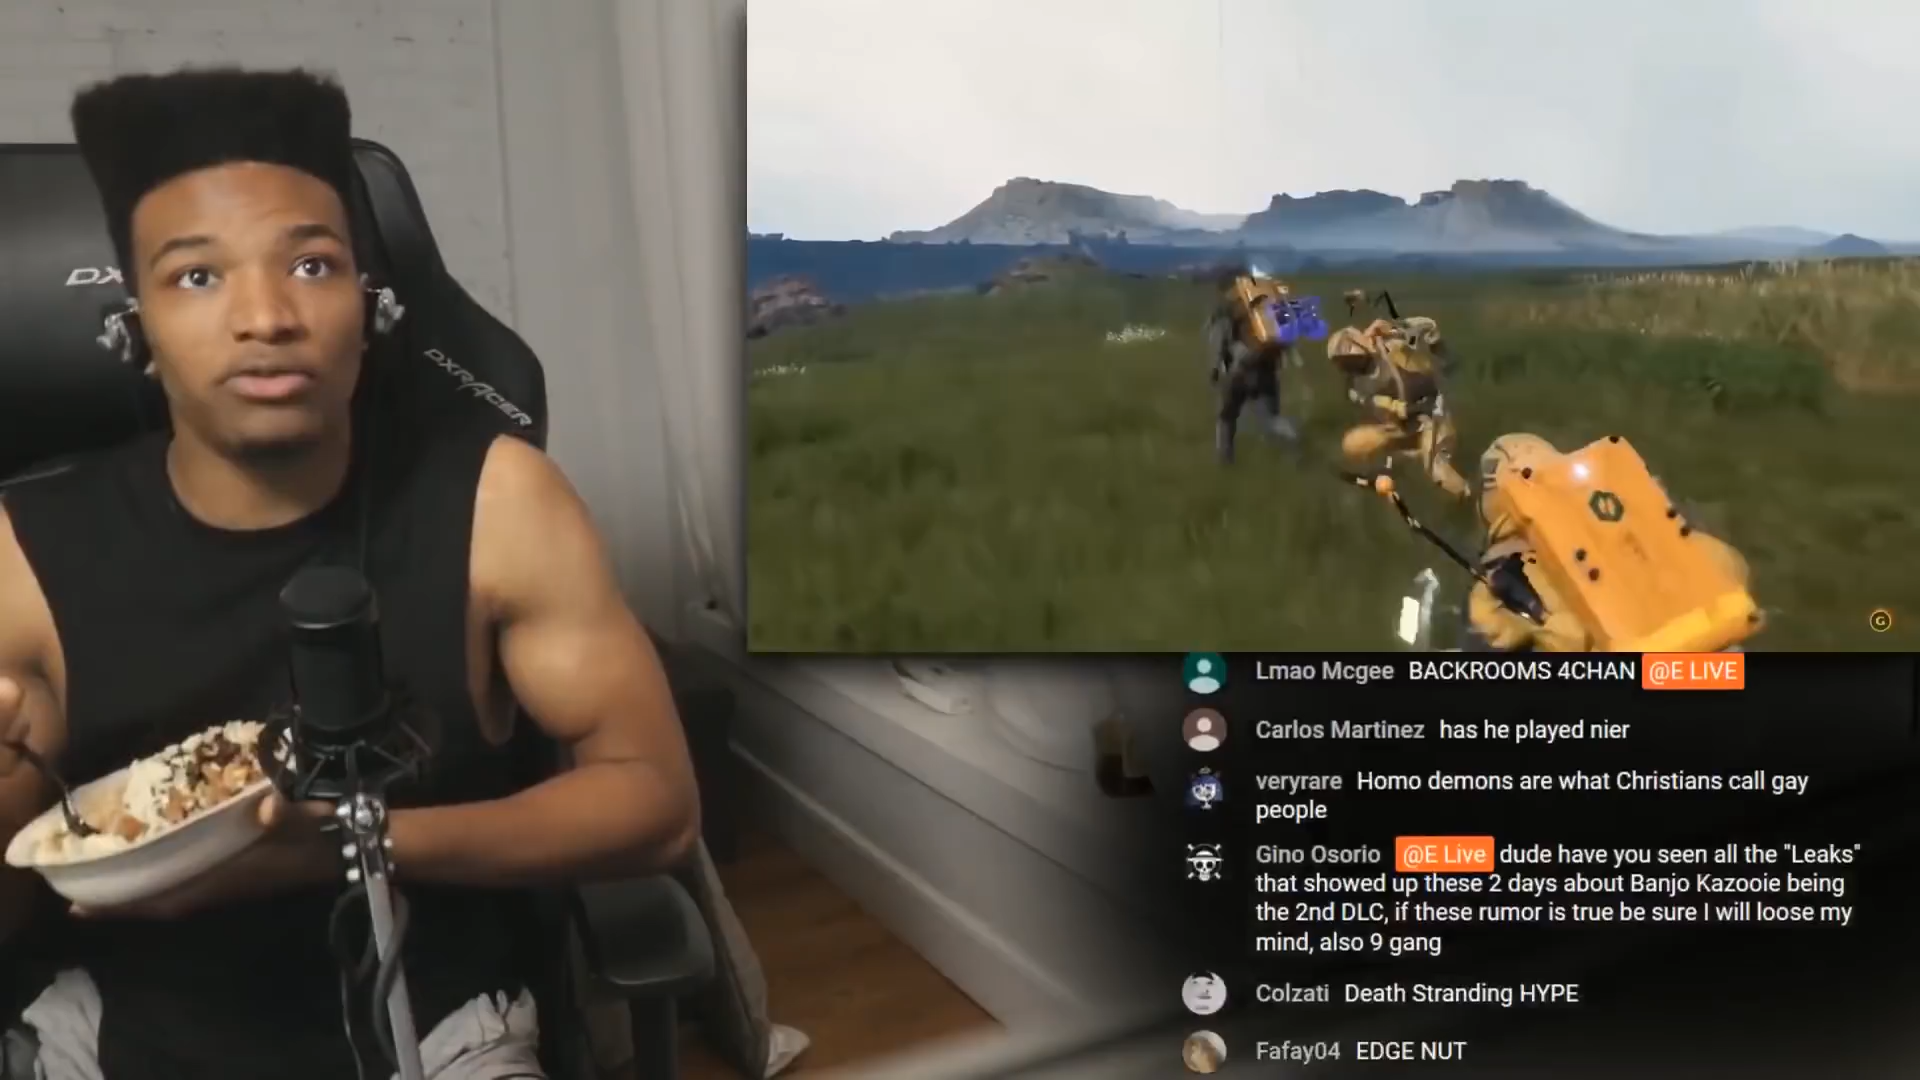 DX
DXRACER
G
Lmao Mcgee BACKROOMS 4CHAN @E LIVE
Carlos Martinez has he played nier
veryrare Homo demons are what Christians call gay
people
Gino Osorio @E Live dude have you seen all the "Leaks"
that showed up these 2 days about Banjo Kazooie being
the 2nd DLC, if these rumor is true be sure I will loose my
mind, also 9 gang
Colzati Death Stranding HYPE
Fafay04 EDGE NUT